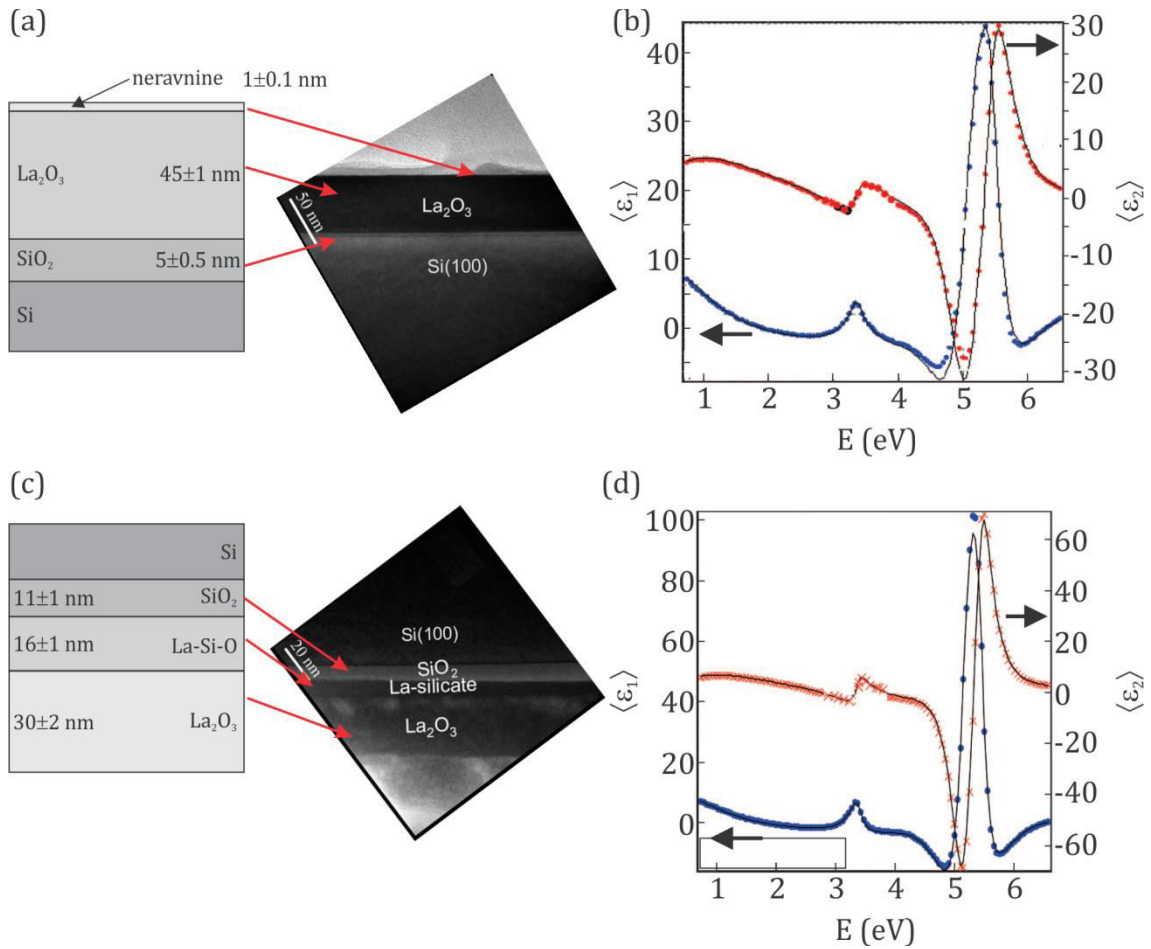 (a)
neravnine 1±0.1 nm
La₂O₃ 45±1 nm
SiO₂ 5±0.5 nm
Si
50 nm
La₂O₃
Si(100)
(b)
40
30
20
10
0
⟨ε₁⟩
30
20
10
0
-10
-20
-30
⟨ε₂⟩
1 2 3 4 5 6
E (eV)
(c)
Si
11±1 nm SiO₂
16±1 nm La-Si-O
30±2 nm La₂O₃
20 nm
Si(100)
SiO₂
La-silicate
La₂O₃
(d)
100
80
60
40
20
0
⟨ε₁⟩
60
40
20
0
-20
-40
-60
⟨ε₂⟩
1 2 3 4 5 6
E (eV)